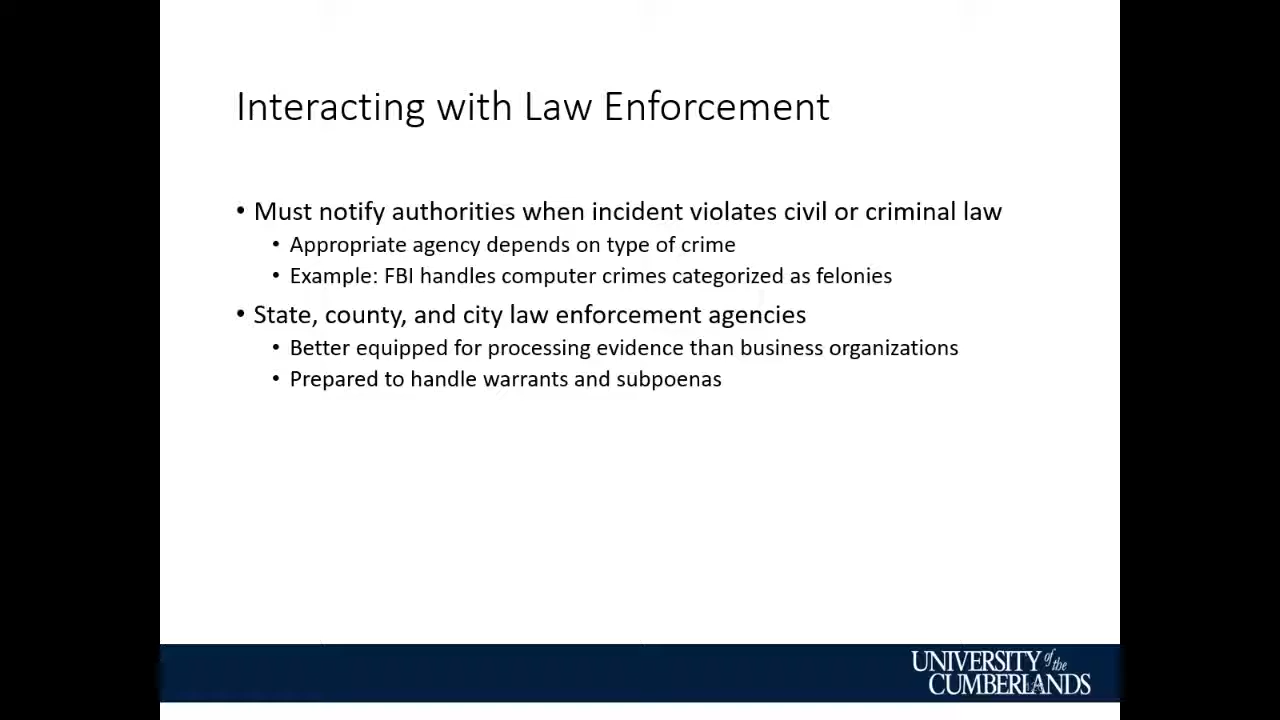 Interacting with Law Enforcement
• Must notify authorities when incident violates civil or criminal law
• Appropriate agency depends on type of crime
• Example: FBI handles computer crimes categorized as felonies
• State, county, and city law enforcement agencies
• Better equipped for processing evidence than business organizations
• Prepared to handle warrants and subpoenas
UNIVERSITY of the
CUMBERLANDS